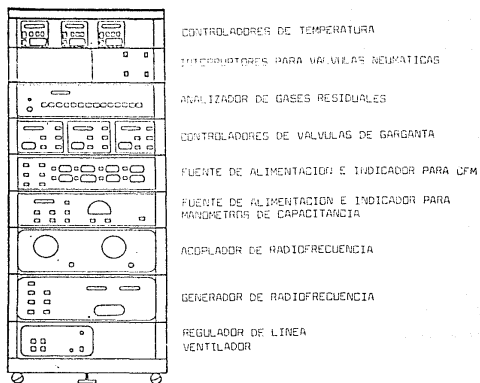 CONTROLADORES DE TEMPERATURA
INTERRUPTORES PARA VALVULAS NEUMATICAS
ANALIZADOR DE GASES RESIDUALES
CONTROLADORES DE VALVULAS DE GARGANTA
FUENTE DE ALIMENTACION E INDICADOR PARA CFM
FUENTE DE ALIMENTACION E INDICADOR PARA
MANOMETROS DE CAPACITANCIA
ACOPLADOR DE RADIOFRECUENCIA
GENERADOR DE RADIOFRECUENCIA
REGULADOR DE LINEA
VENTILADOR